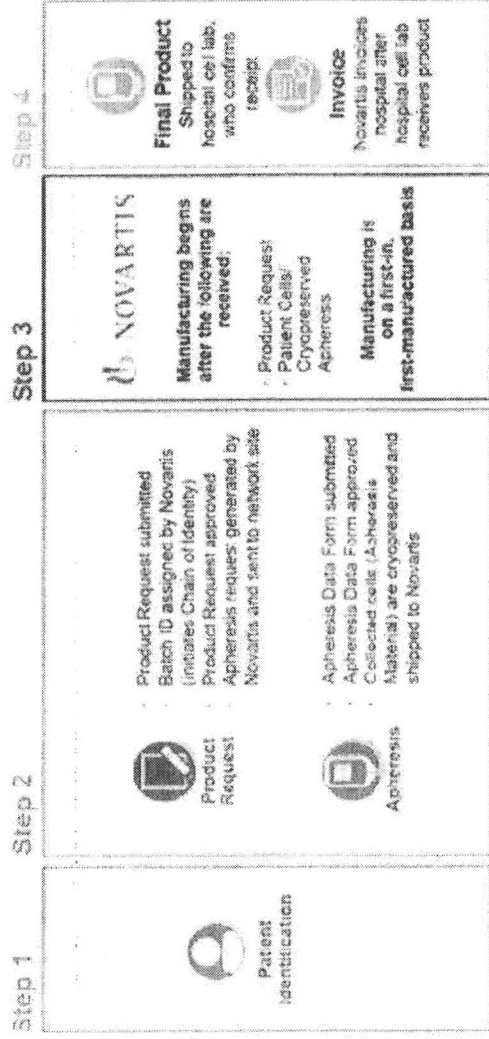 Step 1
Patient
Identification
Step 2
Product
Request
· Product Request submitted
· Batch ID assigned by Novartis
(initiates Chain of Identity)
· Product Request approved
· Apheresis request generated by
Novartis and sent to network site
Apheresis
· Apheresis Data Form submitted
· Apheresis Data Form approved
· Collected cells (Apheresis
Material) are cryopreserved and
shipped to Novartis
Step 3
NOVARTIS
Manufacturing begins
after the following are
received:
· Product Request
· Patient Cells/
Cryopreserved
Apheresis
Manufacturing is
on a first-in,
first-manufactured basis
Step 4
Final Product
Shipped to
hospital cell lab,
who confirms
receipt
Invoice
Novartis invoices
hospital after
hospital cell lab
receives product